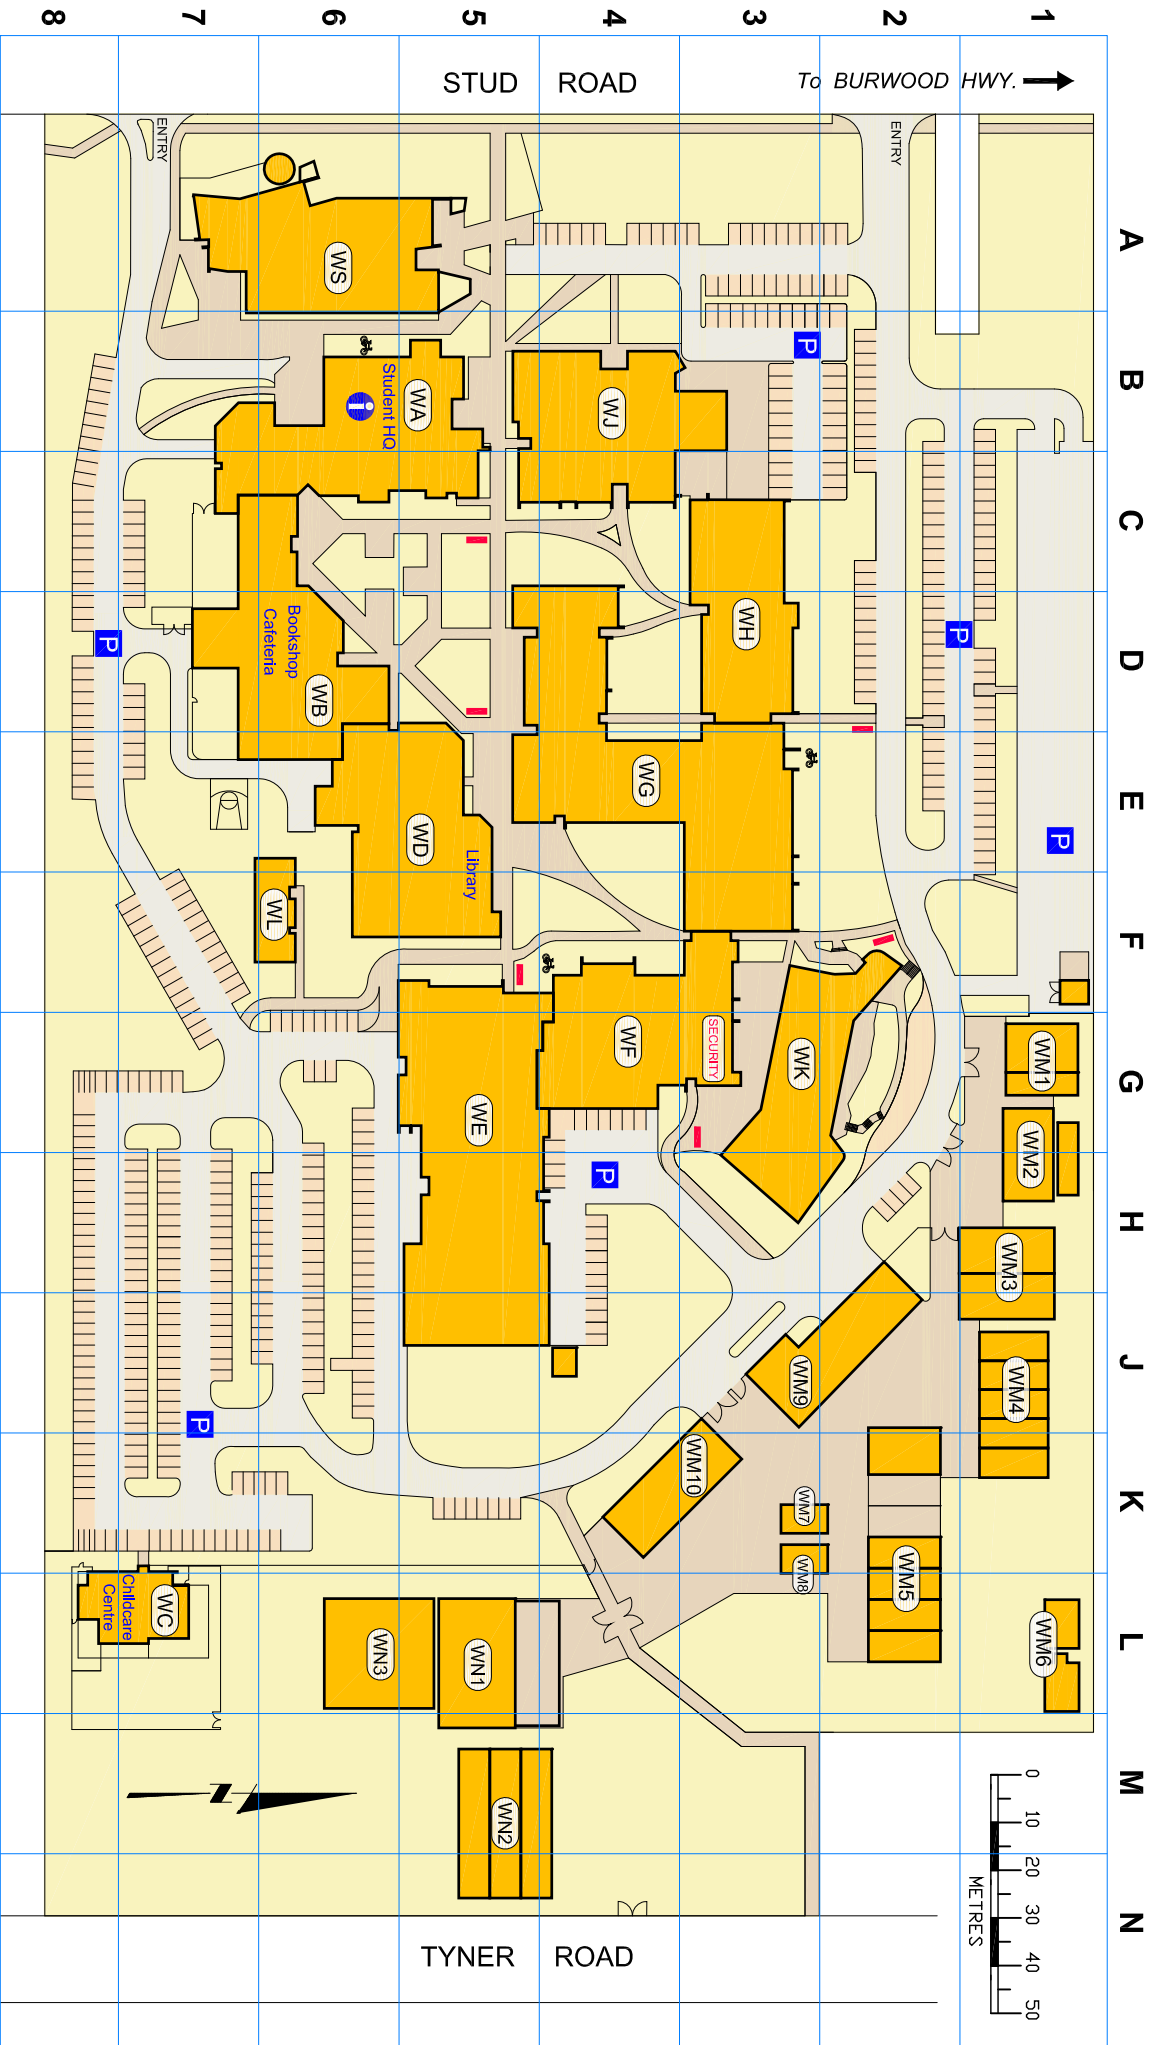 8 7 6 5 4 3 2 1
STUD ROAD
To BURWOOD HWY.
ENTRY
ENTRY
A
WS
B
P
Student HQ
WA
i
WJ
C
D
P
P
Bookshop
Cafeteria
WB
WH
E
WG
WD
Library
P
F
WL
WF
SECURITY
WK
G
WM1
WE
WM2
P
H
WM3
J
WM9
WM4
P
K
WM10
WM7
WM8
WM5
L
WC
Childcare
Centre
WN3
WN1
WM6
M
WN2
N
0 10 20 30 40 50
METRES
TYNER ROAD